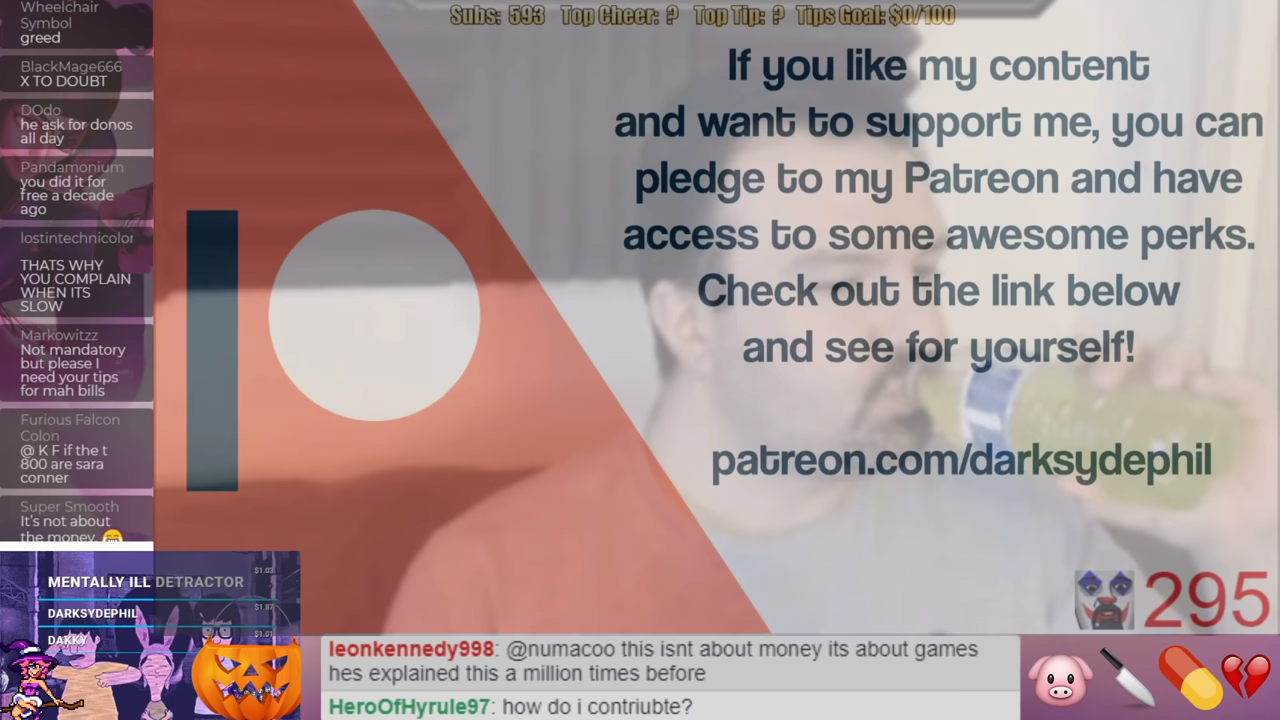 Subs: 593 Top Cheer: ? Top Tip: ? Tips Goal: $0/100
Wheelchair
Symbol
greed
BlackMage666
X TO DOUBT
DOdo
he ask for donos
all day
Pandamonium
you did it for
free a decade
ago
lostintechnicolor
THATS WHY
YOU COMPLAIN
WHEN ITS
SLOW
Markowitzz
Not mandatory
but please I
need your tips
for mah bills
Furious Falcon
Colon
@ K F if the t
800 are sara
conner
Super Smooth
It's not about
the money. 😁
If you like my content
and want to support me, you can
pledge to my Patreon and have
access to some awesome perks.
Check out the link below
and see for yourself!
patreon.com/darksydephil
295
MENTALLY ILL DETRACTOR $1.03
DARKSYDEPHIL $1.87
DAKKY $1.01
leonkennedy998: @numacoo this isnt about money its about games
hes explained this a million times before
HeroOfHyrule97: how do i contriubte?